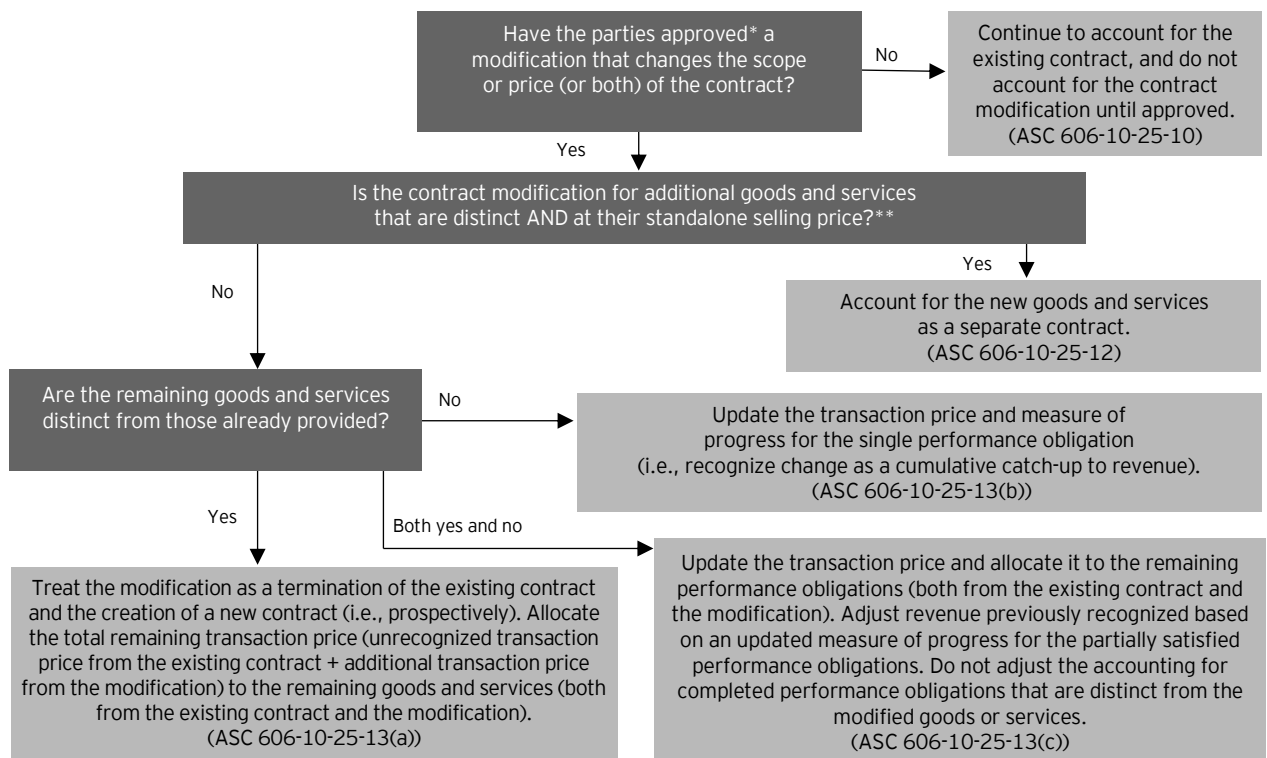 Have the parties approved* a
modification that changes the scope
or price (or both) of the contract?
No
Continue to account for the
existing contract, and do not
account for the contract
modification until approved.
(ASC 606-10-25-10)
Yes
Is the contract modification for additional goods and services
that are distinct AND at their standalone selling price?**
No
Yes
Account for the new goods and services
as a separate contract.
(ASC 606-10-25-12)
Are the remaining goods and services
distinct from those already provided?
No
Update the transaction price and measure of
progress for the single performance obligation
(i.e., recognize change as a cumulative catch-up to revenue).
(ASC 606-10-25-13(b))
Yes
Both yes and no
Treat the modification as a termination of the existing contract
and the creation of a new contract (i.e., prospectively). Allocate
the total remaining transaction price (unrecognized transaction
price from the existing contract + additional transaction price
from the modification) to the remaining goods and services (both
from the existing contract and the modification).
(ASC 606-10-25-13(a))
Update the transaction price and allocate it to the remaining
performance obligations (both from the existing contract and
the modification). Adjust revenue previously recognized based
on an updated measure of progress for the partially satisfied
performance obligations. Do not adjust the accounting for
completed performance obligations that are distinct from the
modified goods or services.
(ASC 606-10-25-13(c))